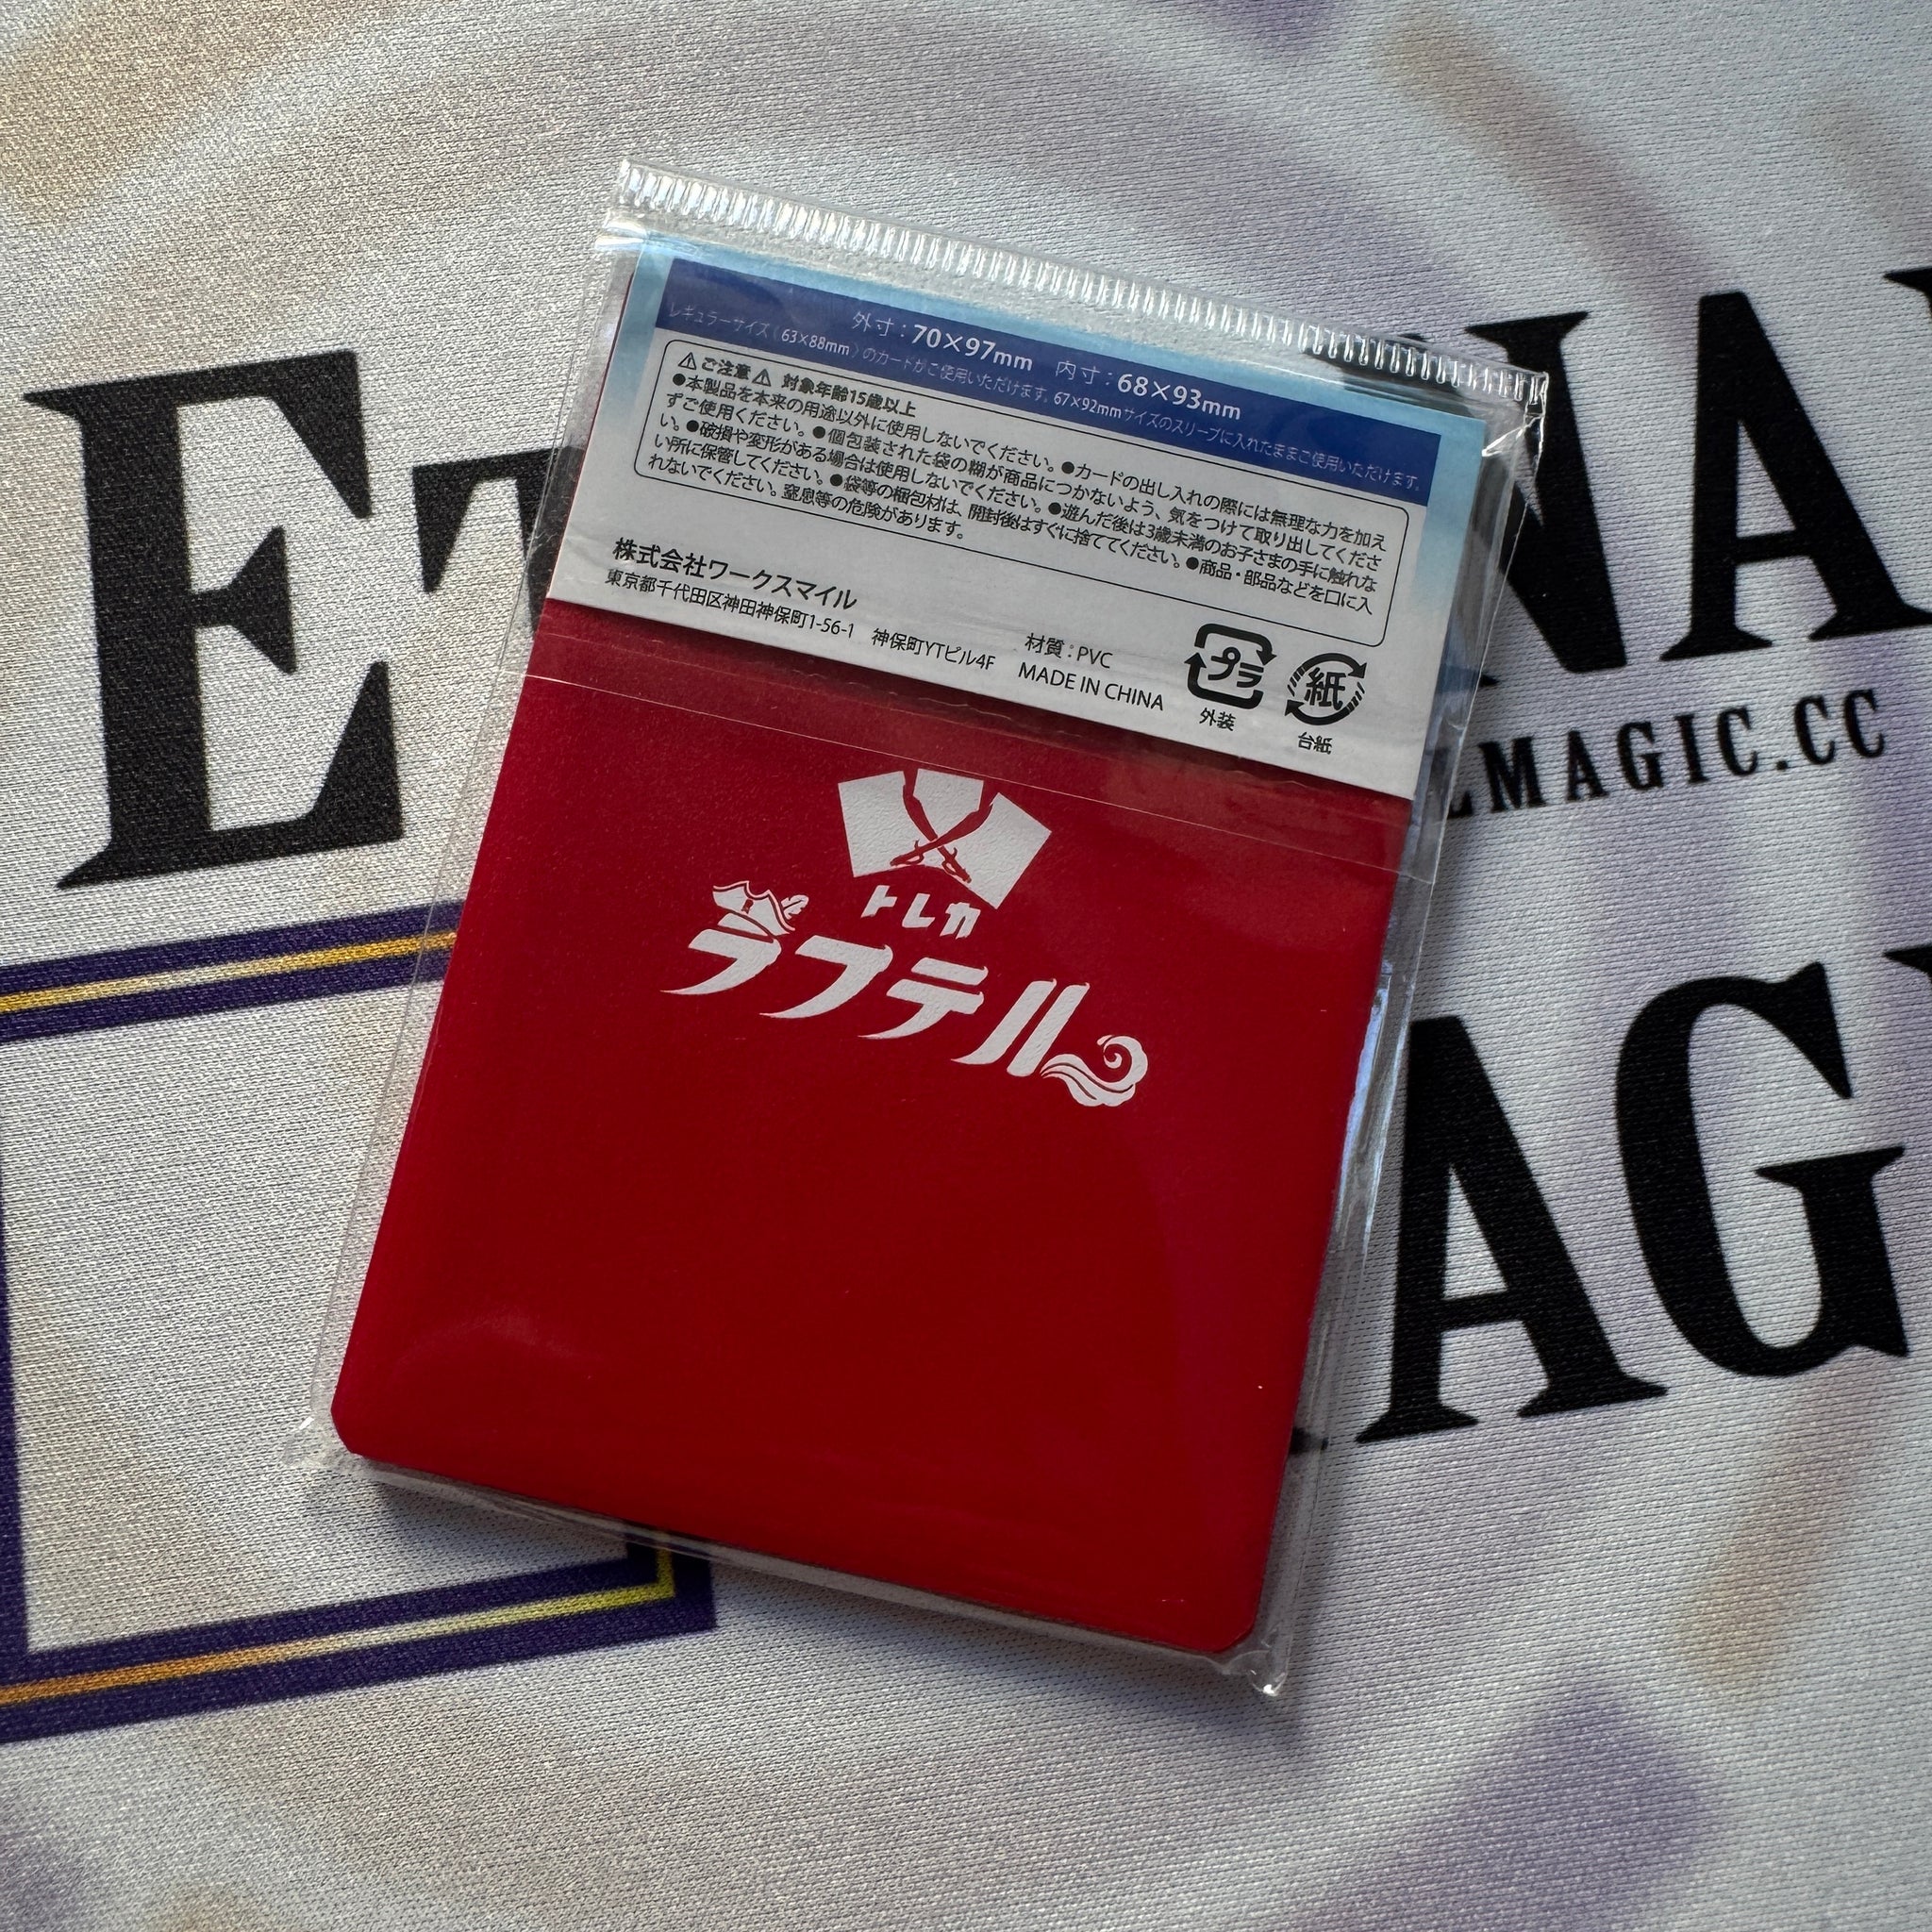 外寸：70×97mm 内寸：68×93mm
レギュラーサイズ（63×88mm）のカードがご使用いただけます。67×92mmサイズのスリーブに入れたままご使用いただけます。
⚠ご注意⚠ 対象年齢15歳以上
●本製品を本来の用途以外に使用しないでください。●カードの出し入れの際には無理な力を加え
ずご使用ください。●個包装された袋の糊が商品につかないよう、気をつけて取り出してくださ
い。●破損や変形がある場合は使用しないでください。●遊んだ後は3歳未満のお子さまの手に触れな
い所に保管してください。●袋等の梱包材は、開封後はすぐに捨ててください。●商品・部品などを口に入
れないでください。窒息等の危険があります。
株式会社ワークスマイル
東京都千代田区神田神保町1-56-1 神保町YTビル4F
材質：PVC
MADE IN CHINA
プラ
外装
紙
台紙
トレカ
ラフテル
MAGIC.CC